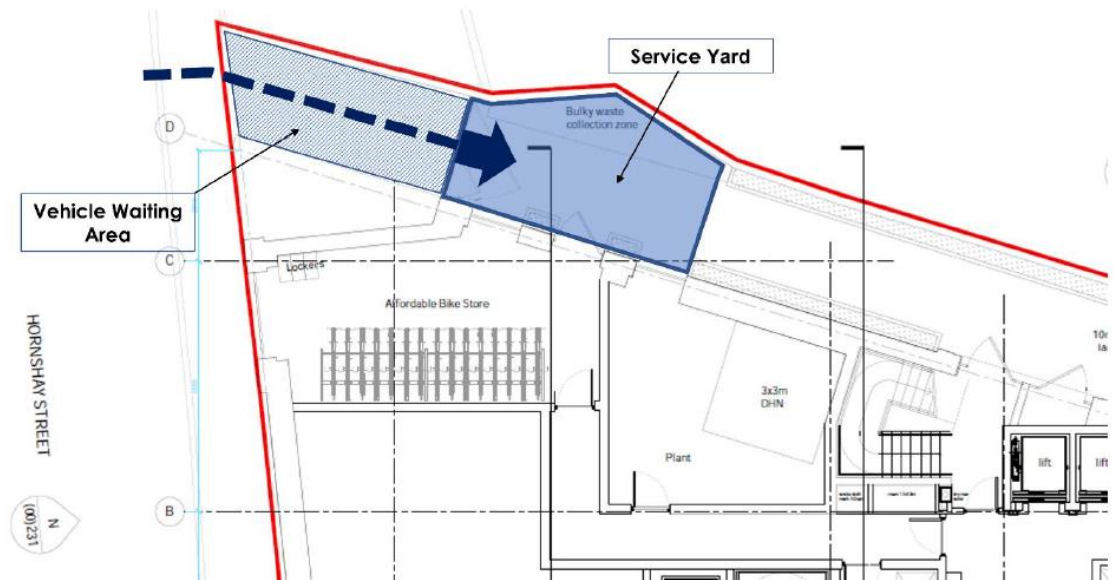 Service Yard
Bulky waste
collection zone
D
Vehicle Waiting
Area
C
Lockers
Affordable Bike Store
HORNSHAY STREET
3x3m
DHN
Plant
lift
lift
B
N
(00)231